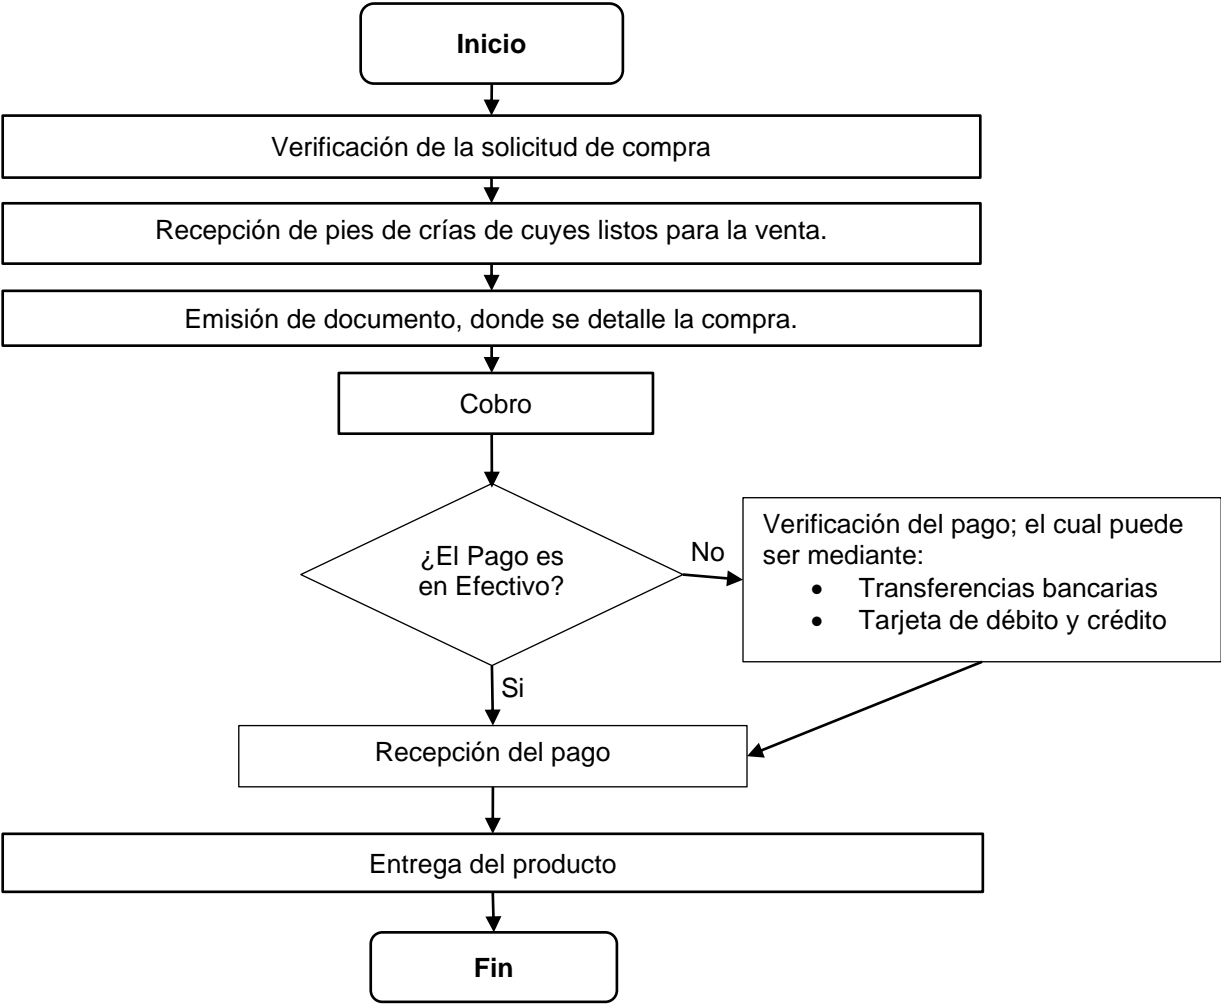 Inicio
Verificación de la solicitud de compra
Recepción de pies de crías de cuyes listos para la venta.
Emisión de documento, donde se detalle la compra.
Cobro
¿El Pago es
en Efectivo?
No
Verificación del pago; el cual puede
ser mediante:
• Transferencias bancarias
• Tarjeta de débito y crédito
Si
Recepción del pago
Entrega del producto
Fin